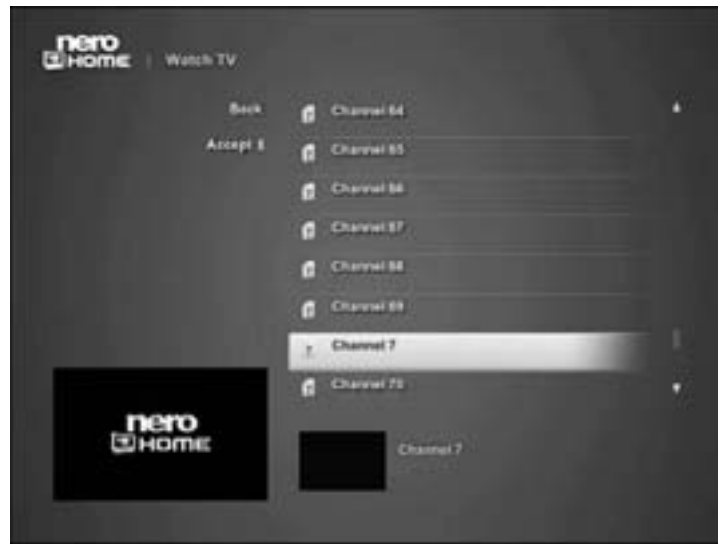 nero
HOME | Watch TV
Back
Accept
Channel 64
Channel 65
Channel 66
Channel 67
Channel 68
Channel 69
Channel 7
Channel 70
nero
HOME
Channel 7